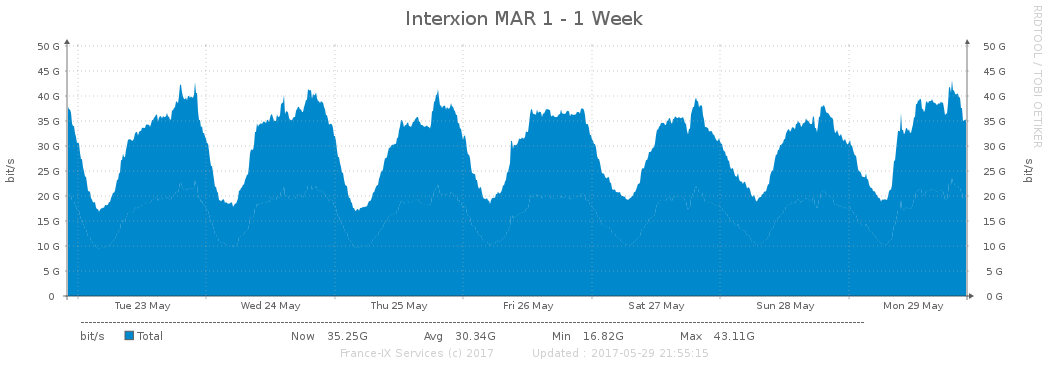 Interxion MAR 1 - 1 Week
RRDTOOL / TOBI OETIKER
50 G 50 G
45 G 45 G
40 G 40 G
35 G 35 G
30 G 30 G
25 G 25 G
20 G 20 G
15 G 15 G
10 G 10 G
5 G 5 G
0 0 G
bit/s
bit/s
Tue 23 May Wed 24 May Thu 25 May Fri 26 May Sat 27 May Sun 28 May Mon 29 May
bit/s Total Now 35.25G Avg 30.34G Min 16.82G Max 43.11G
France-IX Services (c) 2017 Updated : 2017-05-29 21:55:15